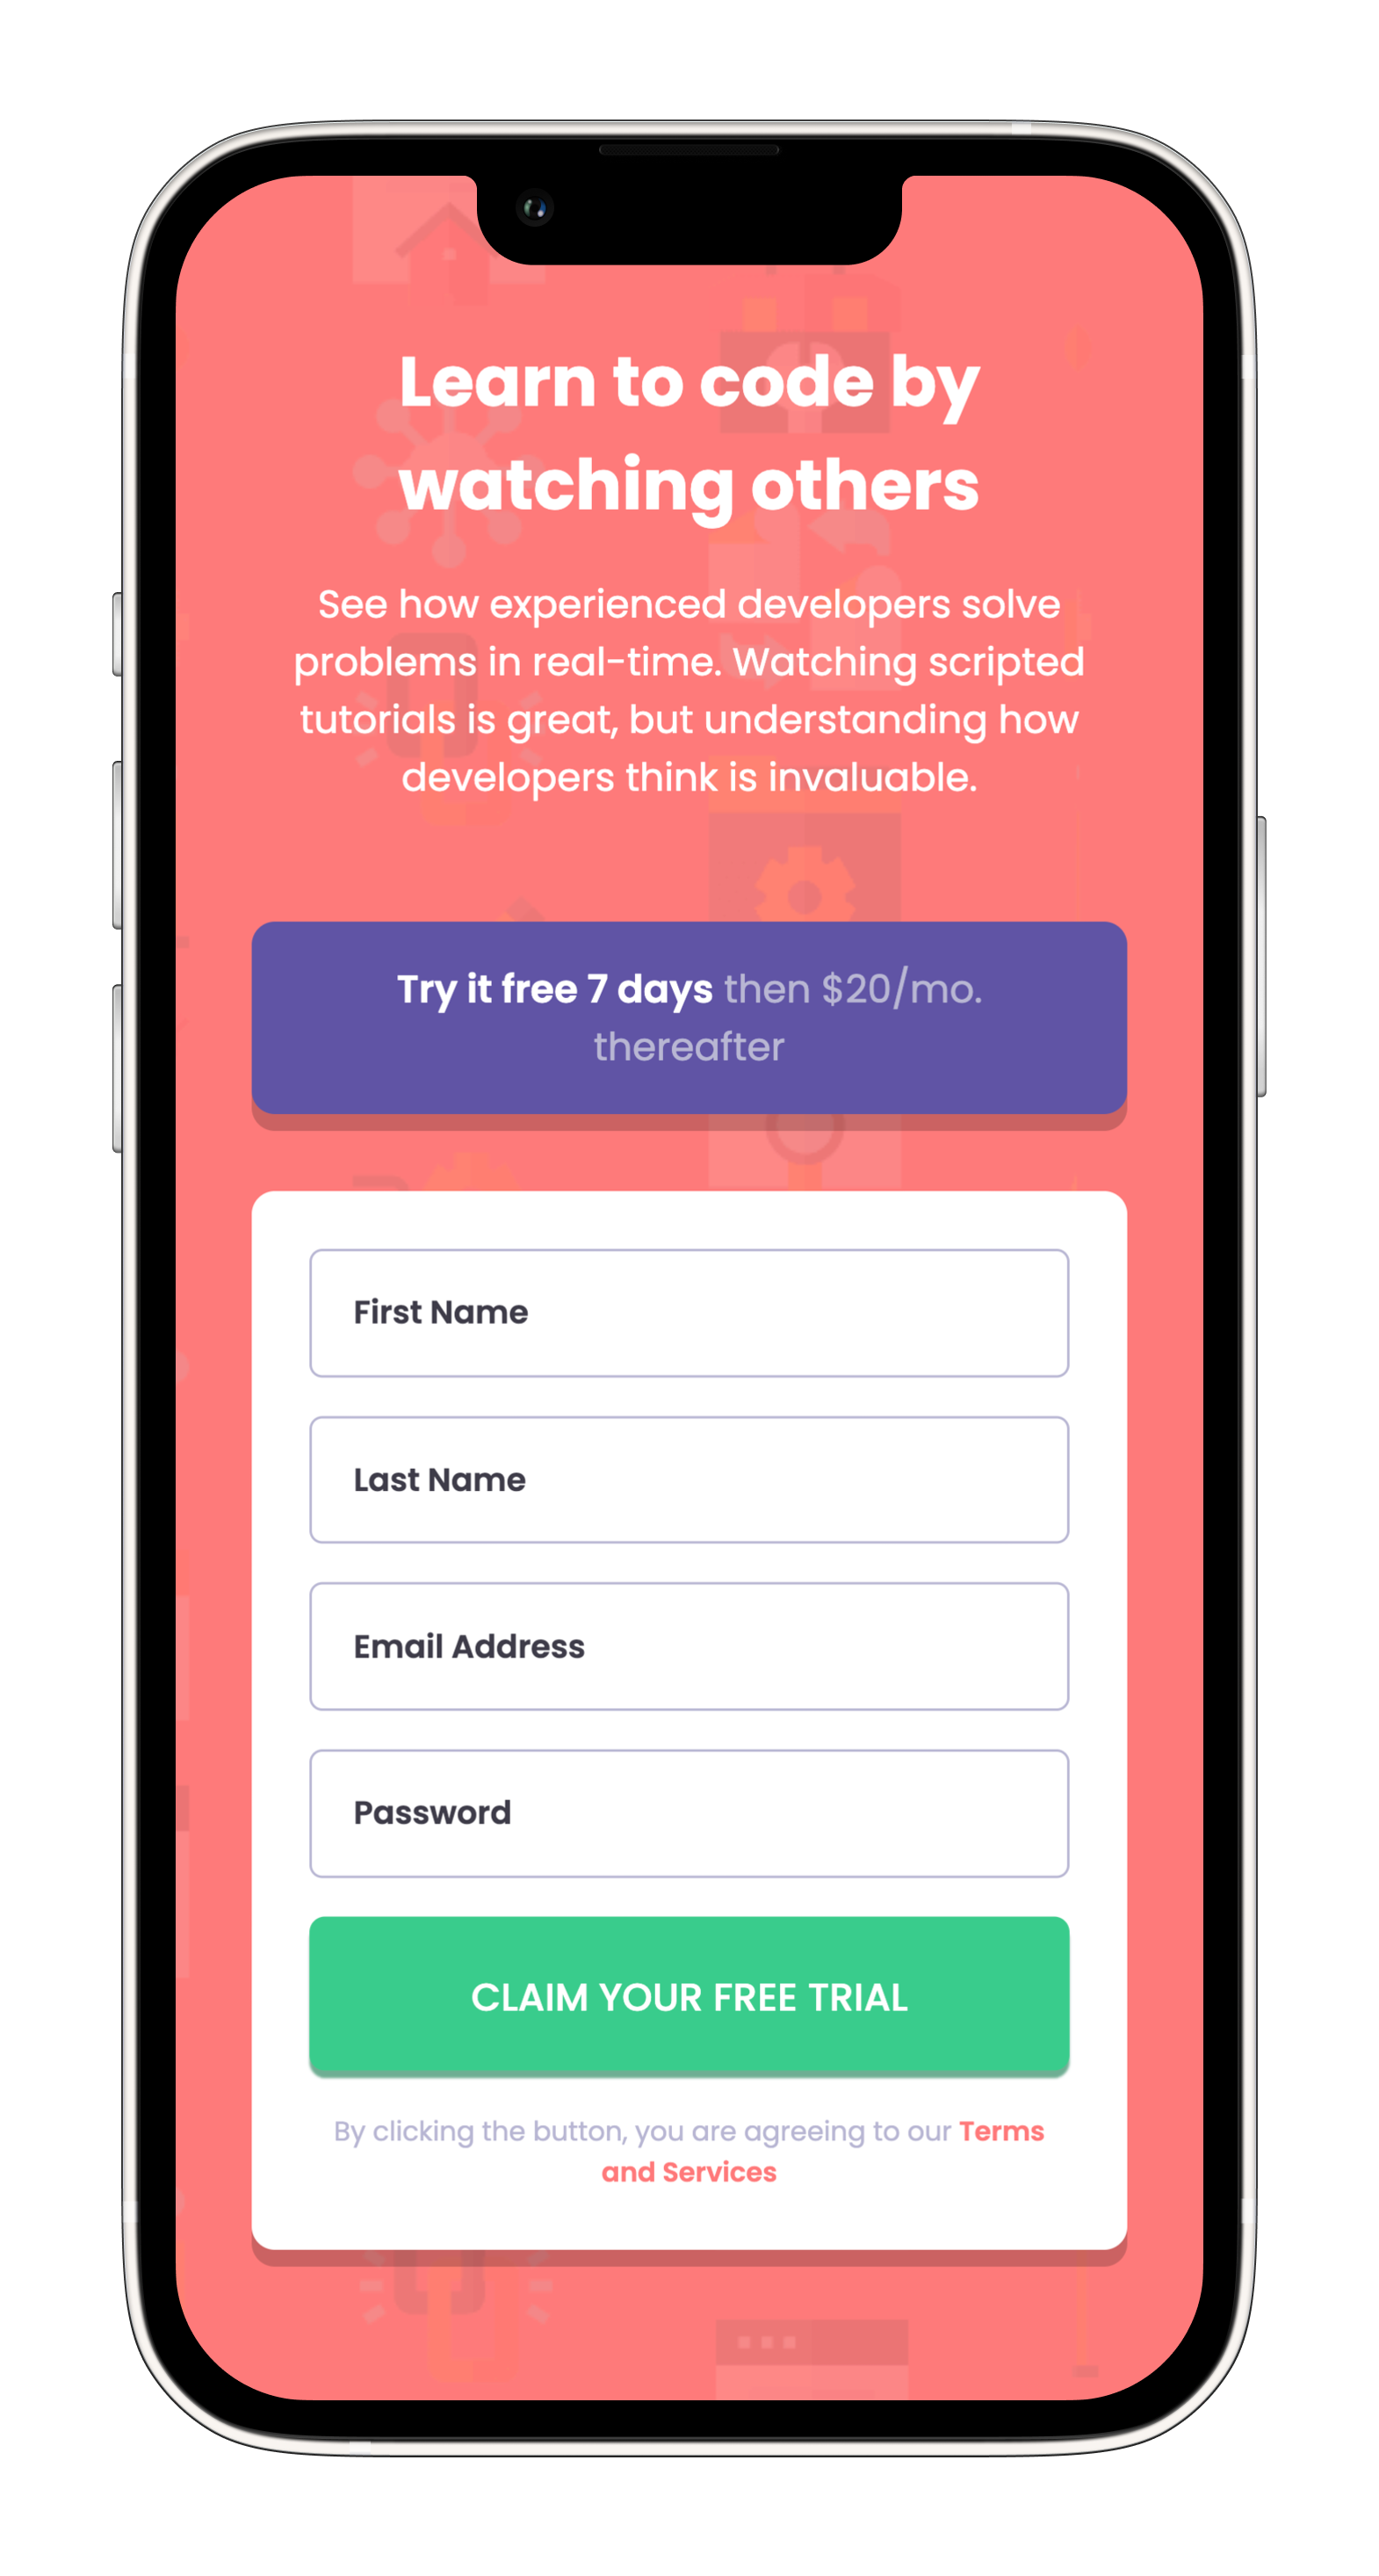 Learn to code by
watching others
See how experienced developers solve
problems in real-time. Watching scripted
tutorials is great, but understanding how
developers think is invaluable.
Try it free 7 days then $20/mo.
thereafter
First Name
Last Name
Email Address
Password
CLAIM YOUR FREE TRIAL
By clicking the button, you are agreeing to our Terms
and Services